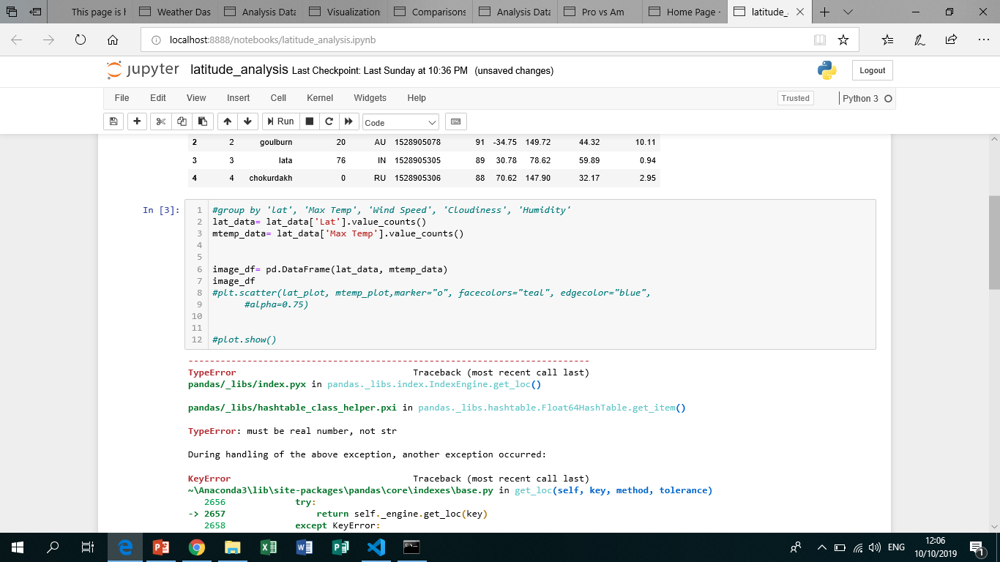 This page is h
Weather Das
Analysis Data
Visualizations
Comparisons
Analysis Data
Pro vs Am
Home Page -
latitude_
localhost:8888/notebooks/latitude_analysis.ipynb
jupyter latitude_analysis Last Checkpoint: Last Sunday at 10:36 PM (unsaved changes)
Logout
File Edit View Insert Cell Kernel Widgets Help
Trusted
Python 3
Run
Code
2 2 goulburn 20 AU 1528905078 91 -34.75 149.72 44.32 10.11
3 3 lata 76 IN 1528905305 89 30.78 78.62 59.89 0.94
4 4 chokurdakh 0 RU 1528905306 88 70.62 147.90 32.17 2.95
In [3]:
1 #group by 'lat', 'Max Temp', 'Wind Speed', 'Cloudiness', 'Humidity'
2 lat_data= lat_data['Lat'].value_counts()
3 mtemp_data= lat_data['Max Temp'].value_counts()
4
5
6 image_df= pd.DataFrame(lat_data, mtemp_data)
7 image_df
8 #plt.scatter(lat_plot, mtemp_plot,marker="o", facecolors="teal", edgecolor="blue",
9 #alpha=0.75)
10
11
12 #plot.show()
---------------------------------------------------------------------------
TypeError Traceback (most recent call last)
pandas/_libs/index.pyx in pandas._libs.index.IndexEngine.get_loc()
pandas/_libs/hashtable_class_helper.pxi in pandas._libs.hashtable.Float64HashTable.get_item()
TypeError: must be real number, not str
During handling of the above exception, another exception occurred:
KeyError Traceback (most recent call last)
~\Anaconda3\lib\site-packages\pandas\core\indexes\base.py in get_loc(self, key, method, tolerance)
2656 try:
-> 2657 return self._engine.get_loc(key)
2658 except KeyError:
ENG
12:06
10/10/2019
1